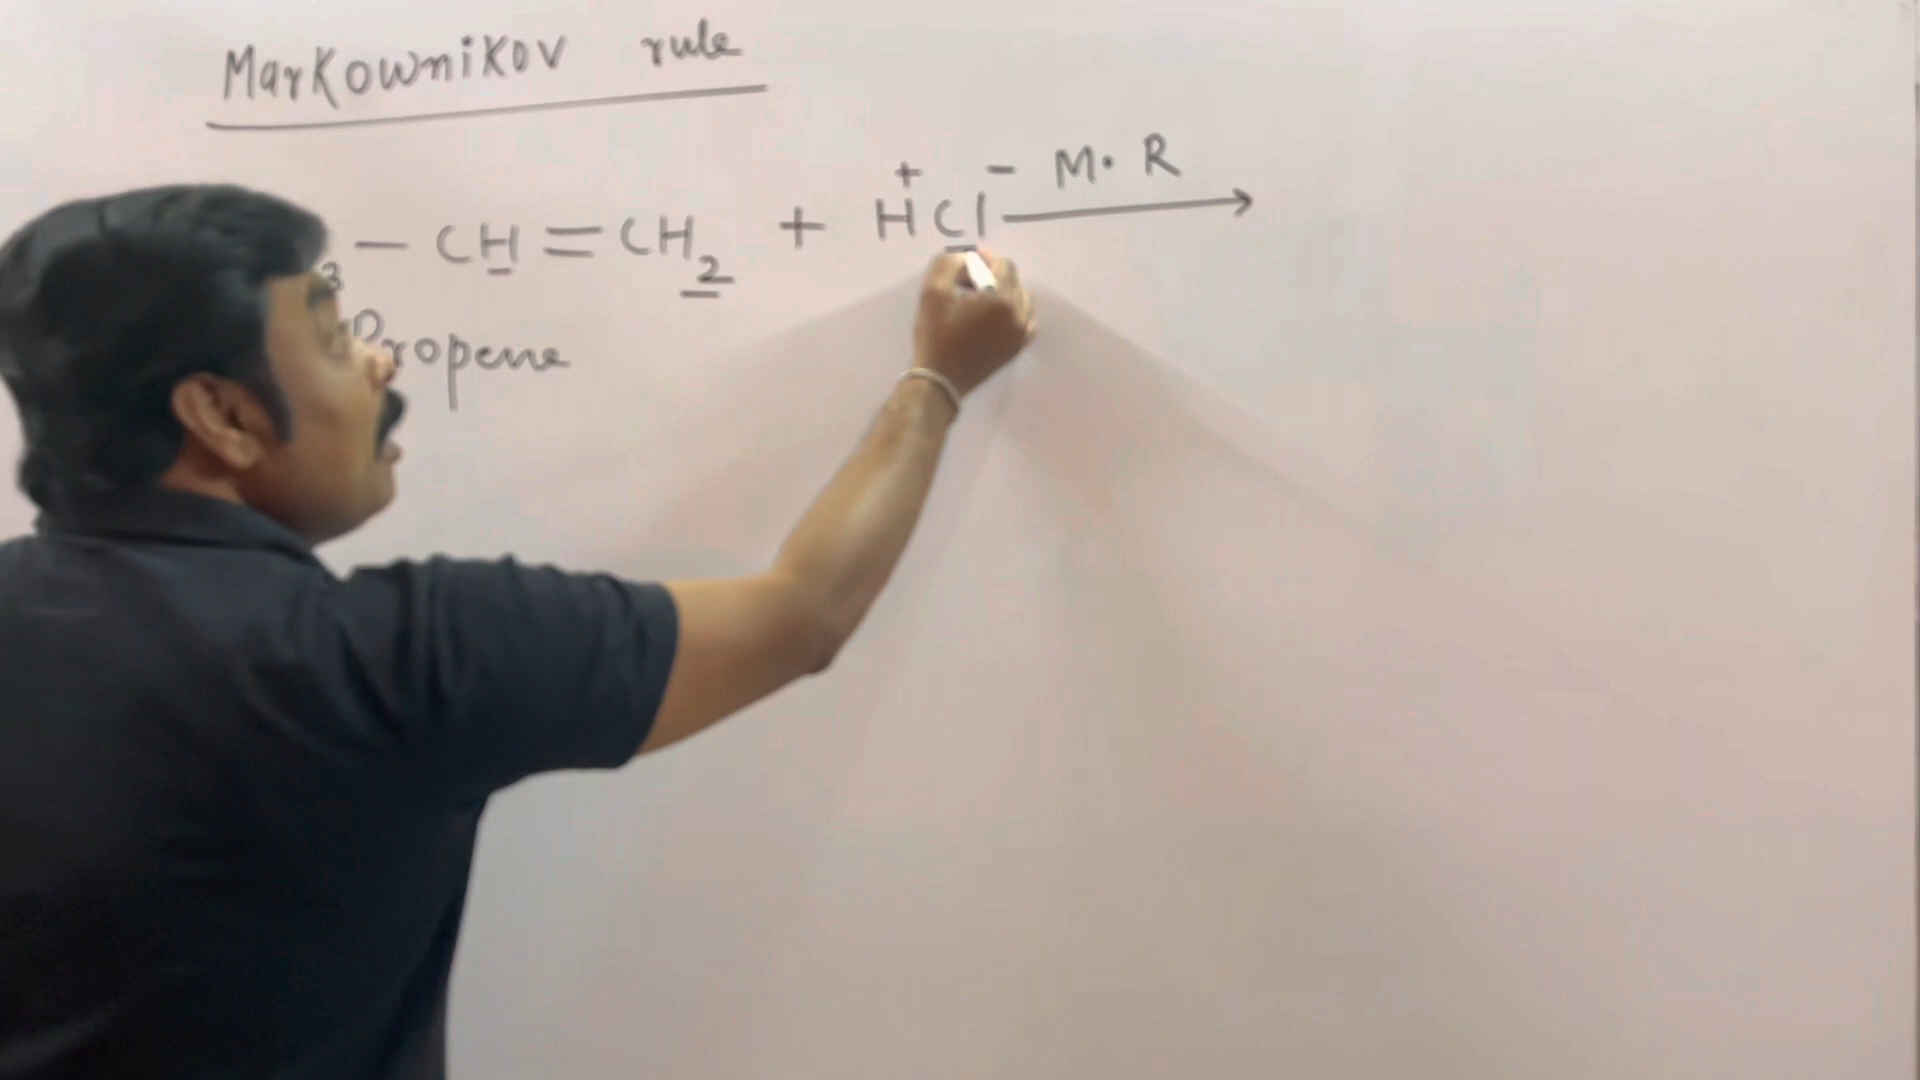 Markownikov rule
+ - M. R
3 - CH = CH2 + HCl →
Propene